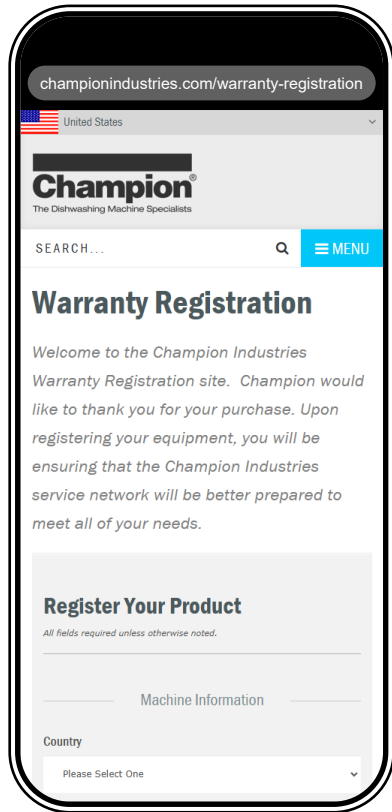 championindustries.com/warranty-registration
United States
Champion®
The Dishwashing Machine Specialists
SEARCH...
MENU
Warranty Registration
Welcome to the Champion Industries
Warranty Registration site. Champion would
like to thank you for your purchase. Upon
registering your equipment, you will be
ensuring that the Champion Industries
service network will be better prepared to
meet all of your needs.
Register Your Product
All fields required unless otherwise noted.
Machine Information
Country
Please Select One